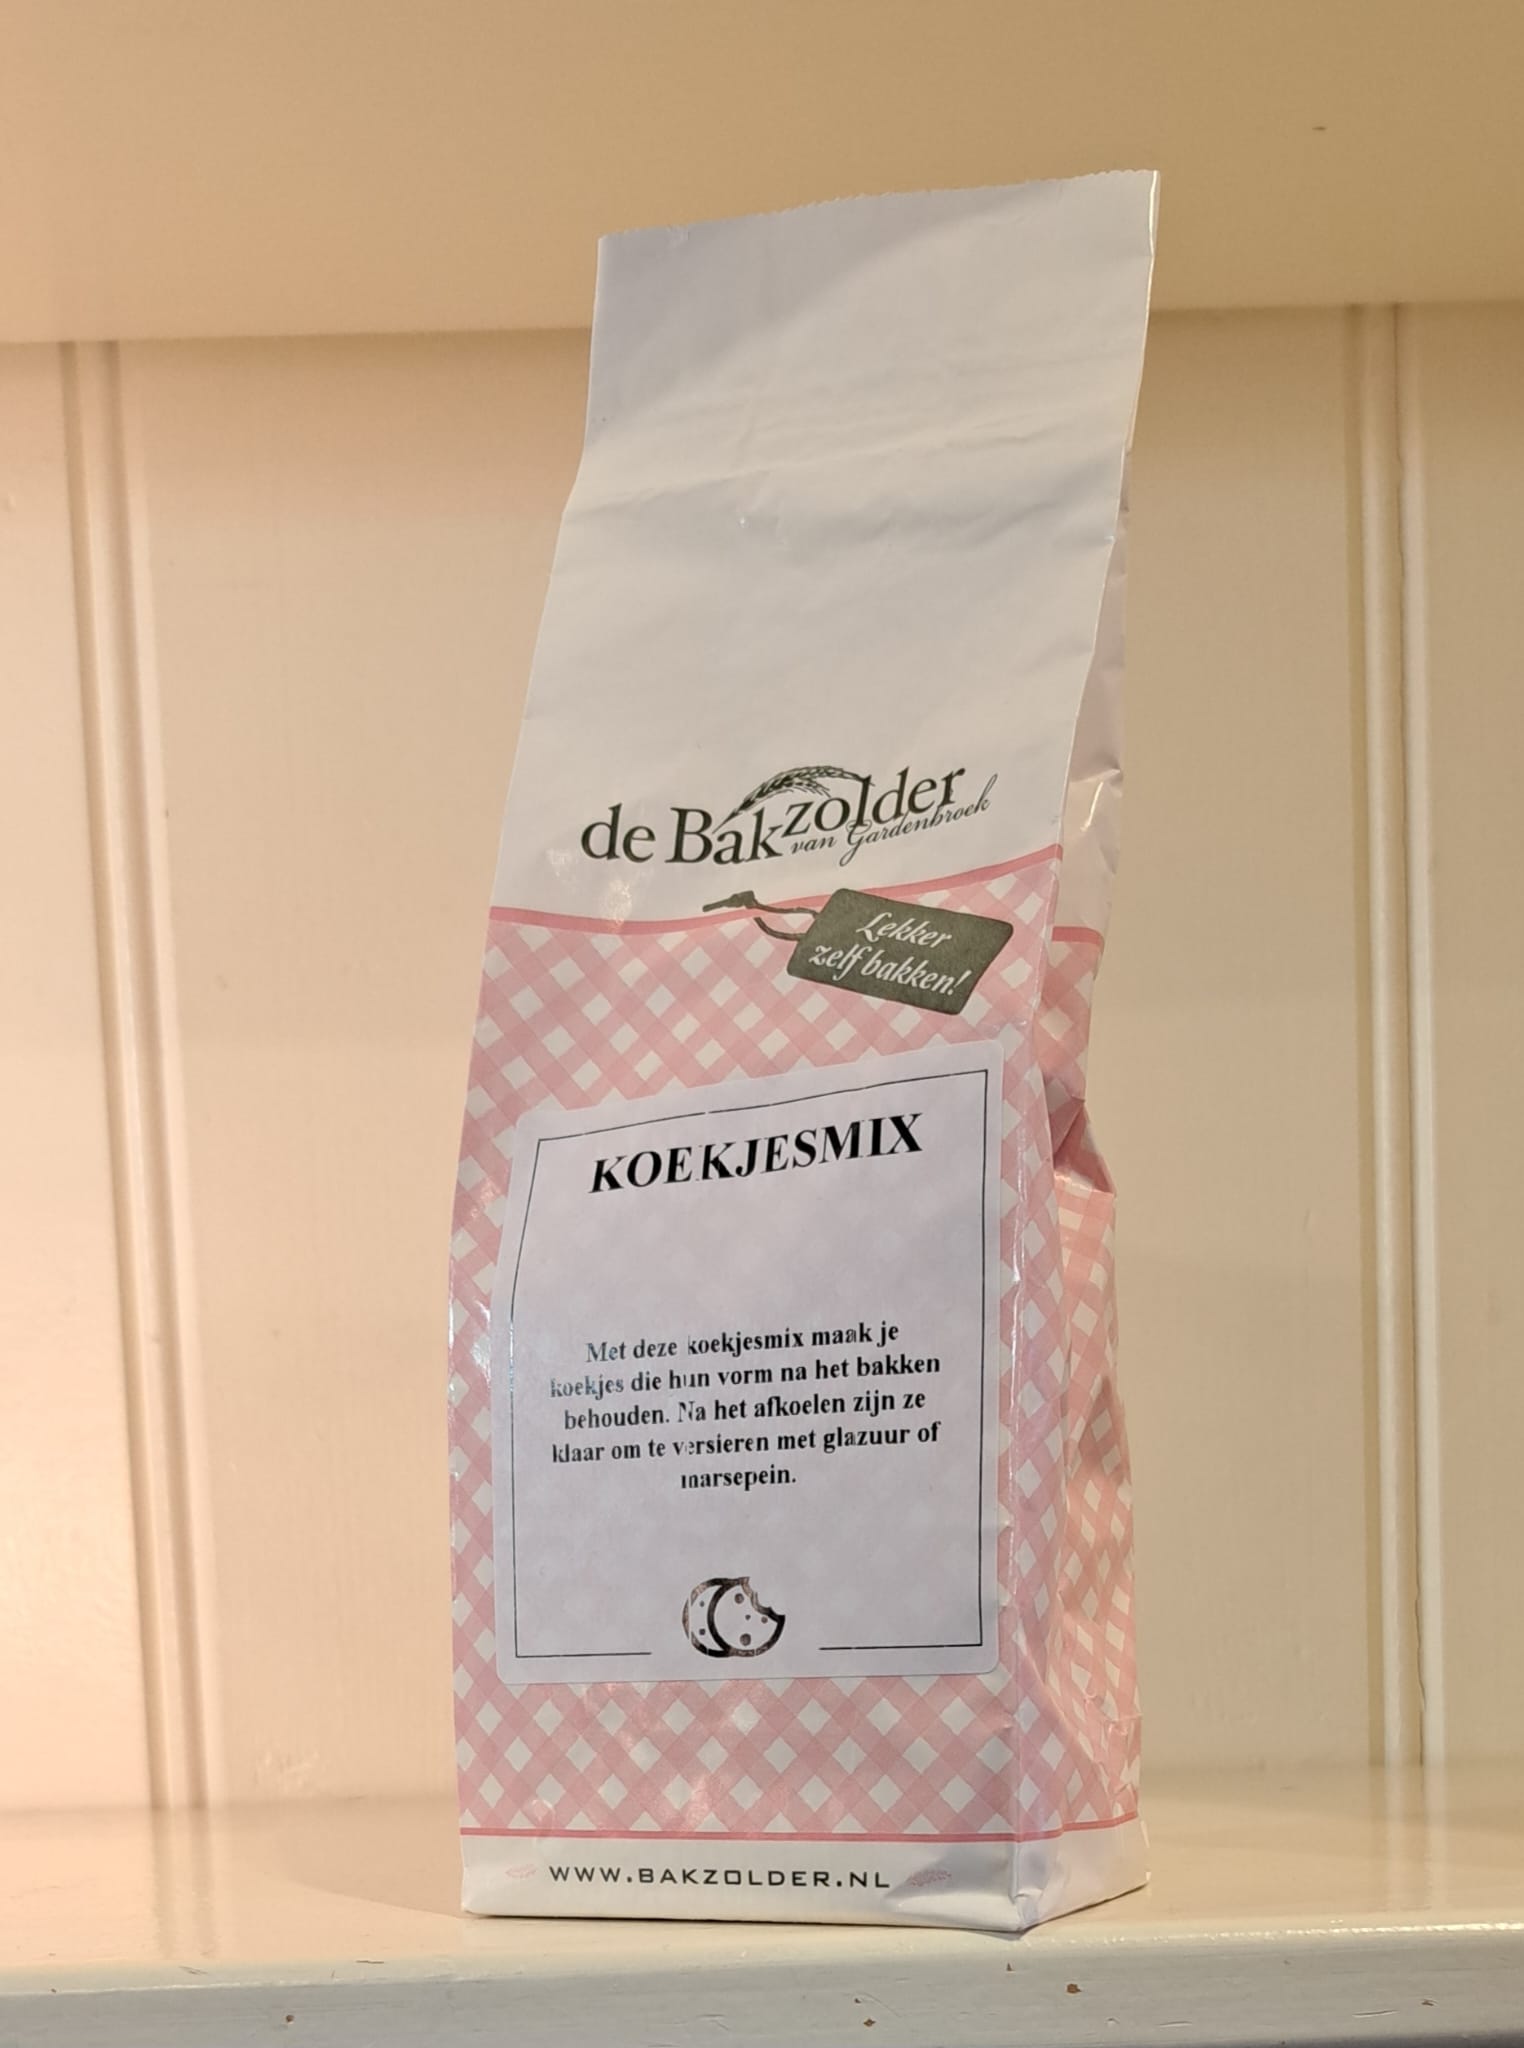 de Bakzolder
van Gardenbroek
Lekker
zelf bakken!
KOEKJESMIX
Met deze koekjesmix maak je
koekjes die hun vorm na het bakken
behouden. Na het afkoelen zijn ze
klaar om te versieren met glazuur of
marsepein.
WWW.BAKZOLDER.NL